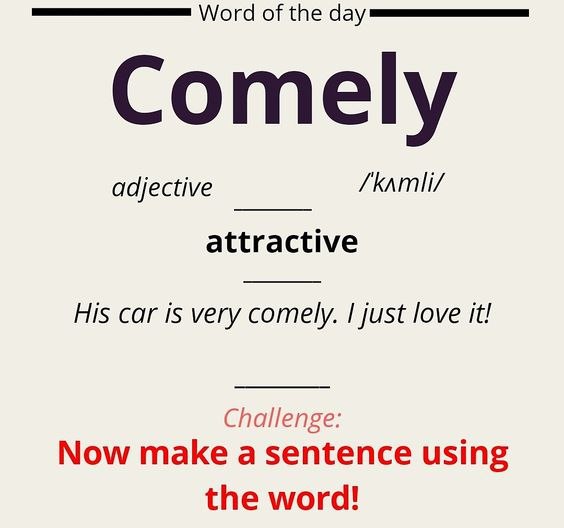 Word of the day
Comely
adjective /ˈkʌmli/
attractive
His car is very comely. I just love it!
Challenge:
Now make a sentence using
the word!